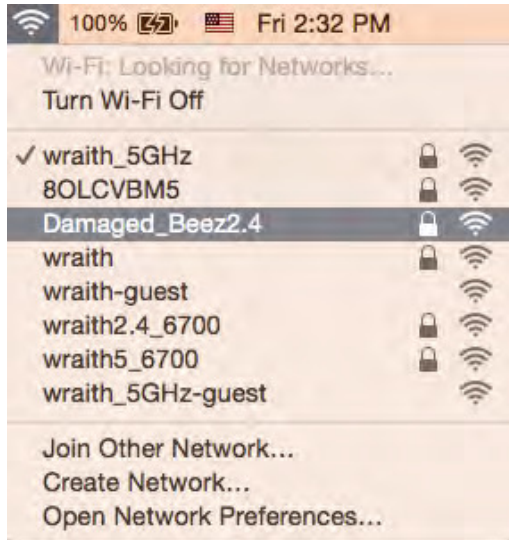 100% Fri 2:32 PM
Wi-Fi: Looking for Networks...
Turn Wi-Fi Off
wraith_5GHz
8OLCVBM5
Damaged_Beez2.4
wraith
wraith-guest
wraith2.4_6700
wraith5_6700
wraith_5GHz-guest
Join Other Network...
Create Network...
Open Network Preferences...